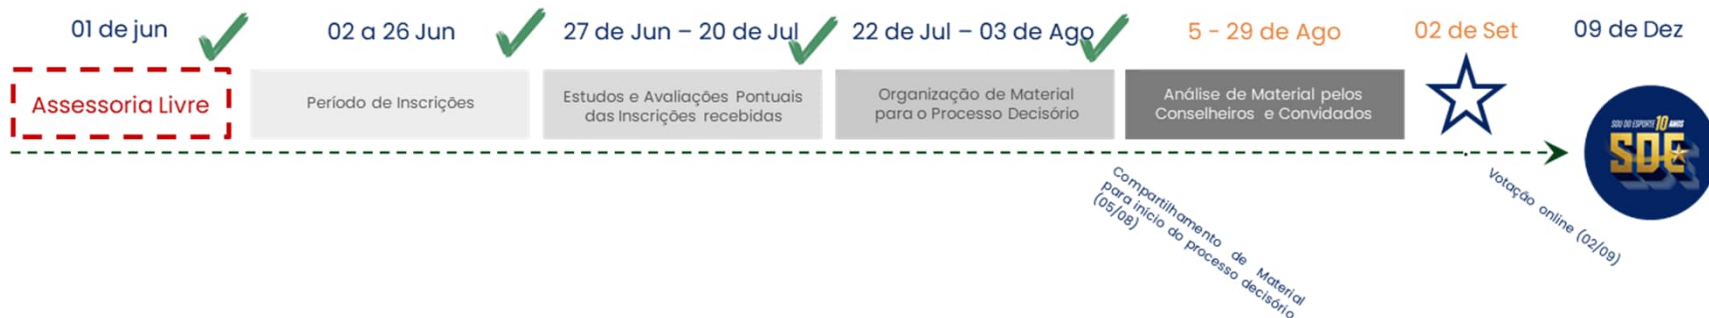 01 de jun
02 a 26 Jun
27 de Jun – 20 de Jul
22 de Jul – 03 de Ago
5 - 29 de Ago
02 de Set
09 de Dez
Assessoria Livre
Período de Inscrições
Estudos e Avaliações Pontuais
das Inscrições recebidas
Organização de Material
para o Processo Decisório
Análise de Material pelos
Conselheiros e Convidados
SOU DO ESPORTE 10 ANOS
SDE
Compartilhamento de Material
para início do processo decisório
(05/08)
Votação online (02/09)